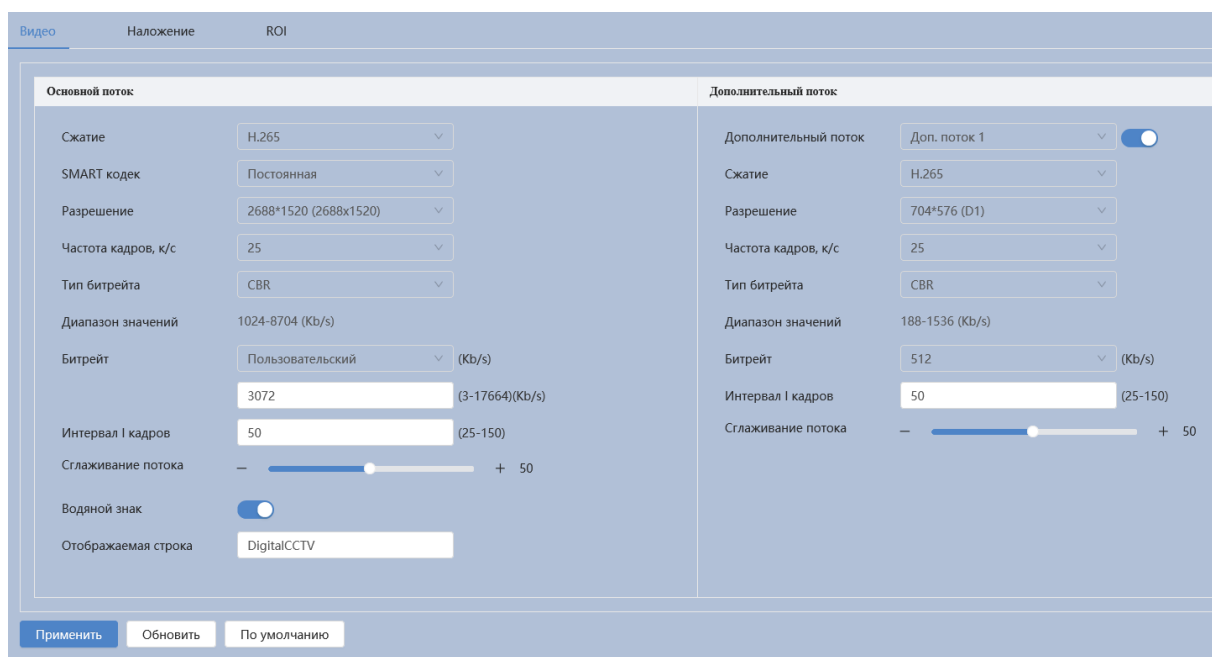 Видео Наложение ROI
Основной поток
Сжатие H.265
SMART кодек Постоянная
Разрешение 2688*1520 (2688x1520)
Частота кадров, к/с 25
Тип битрейта CBR
Диапазон значений 1024-8704 (Kb/s)
Битрейт Пользовательский (Kb/s)
3072 (3-17664)(Kb/s)
Интервал I кадров 50 (25-150)
Сглаживание потока − + 50
Водяной знак
Отображаемая строка DigitalCCTV
Дополнительный поток
Дополнительный поток Доп. поток 1
Сжатие H.265
Разрешение 704*576 (D1)
Частота кадров, к/с 25
Тип битрейта CBR
Диапазон значений 188-1536 (Kb/s)
Битрейт 512 (Kb/s)
Интервал I кадров 50 (25-150)
Сглаживание потока − + 50
Применить Обновить По умолчанию